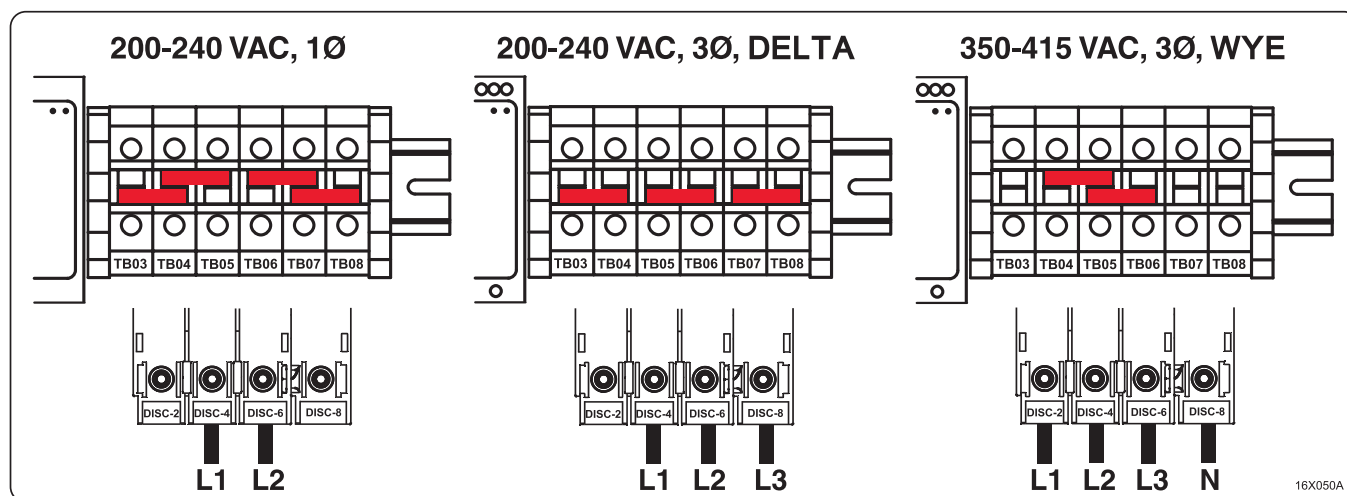 200-240 VAC, 1Ø
TB03 TB04 TB05 TB06 TB07 TB08
DISC-2 DISC-4 DISC-6 DISC-8
L1 L2
200-240 VAC, 3Ø, DELTA
TB03 TB04 TB05 TB06 TB07 TB08
DISC-2 DISC-4 DISC-6 DISC-8
L1 L2 L3
350-415 VAC, 3Ø, WYE
TB03 TB04 TB05 TB06 TB07 TB08
DISC-2 DISC-4 DISC-6 DISC-8
L1 L2 L3 N
16X050A